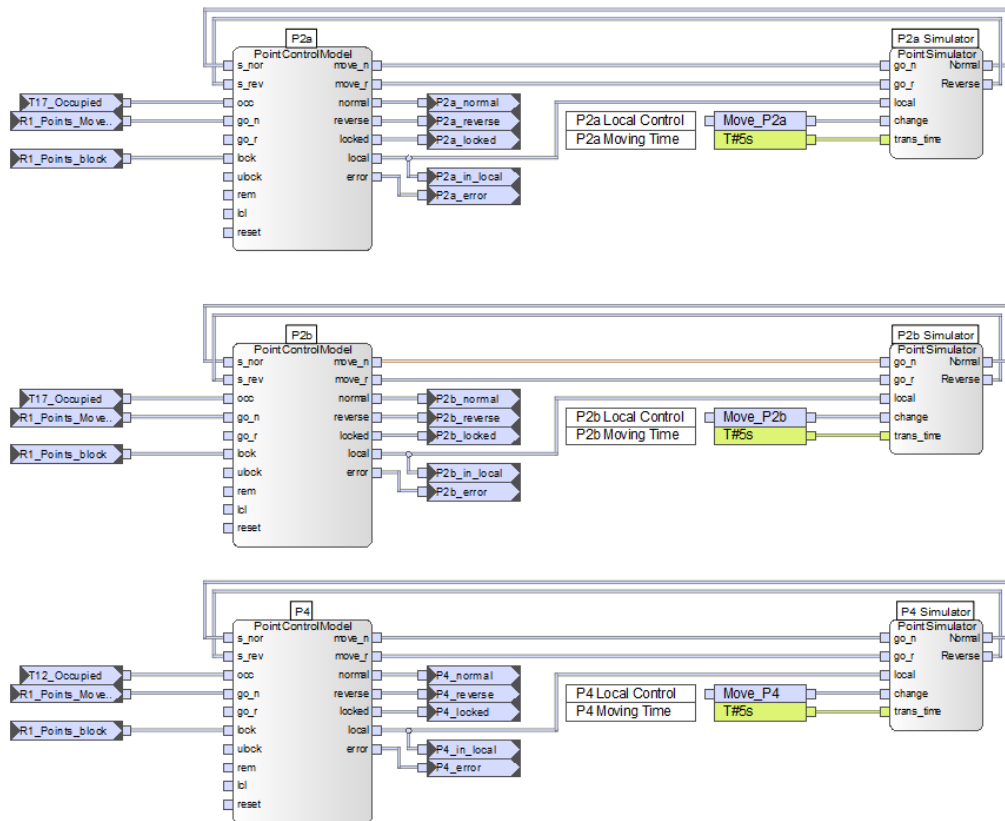 P2a
P2a Simulator
PointControlModel
PointSimulator
s_nor move_n
go_n Normal
s_rev move_r
go_r Reverse
T17_Occupied
occ normal
P2a_normal
local
R1_Points_Move..
go_n reverse
P2a_reverse
P2a Local Control
Move_P2a
change
go_r locked
P2a_locked
P2a Moving Time
T#5s
trans_time
R1_Points_block
lock local
ublck error
P2a_in_local
rem
P2a_error
lcl
reset
P2b
P2b Simulator
PointControlModel
PointSimulator
s_nor move_n
go_n Normal
s_rev move_r
go_r Reverse
T17_Occupied
occ normal
P2b_normal
local
R1_Points_Move..
go_n reverse
P2b_reverse
P2b Local Control
Move_P2b
change
go_r locked
P2b_locked
P2b Moving Time
T#5s
trans_time
R1_Points_block
lock local
ublck error
P2b_in_local
rem
P2b_error
lcl
reset
P4
P4 Simulator
PointControlModel
PointSimulator
s_nor move_n
go_n Normal
s_rev move_r
go_r Reverse
T12_Occupied
occ normal
P4_normal
local
R1_Points_Move..
go_n reverse
P4_reverse
P4 Local Control
Move_P4
change
go_r locked
P4_locked
P4 Moving Time
T#5s
trans_time
R1_Points_block
lock local
ublck error
P4_in_local
rem
P4_error
lcl
reset